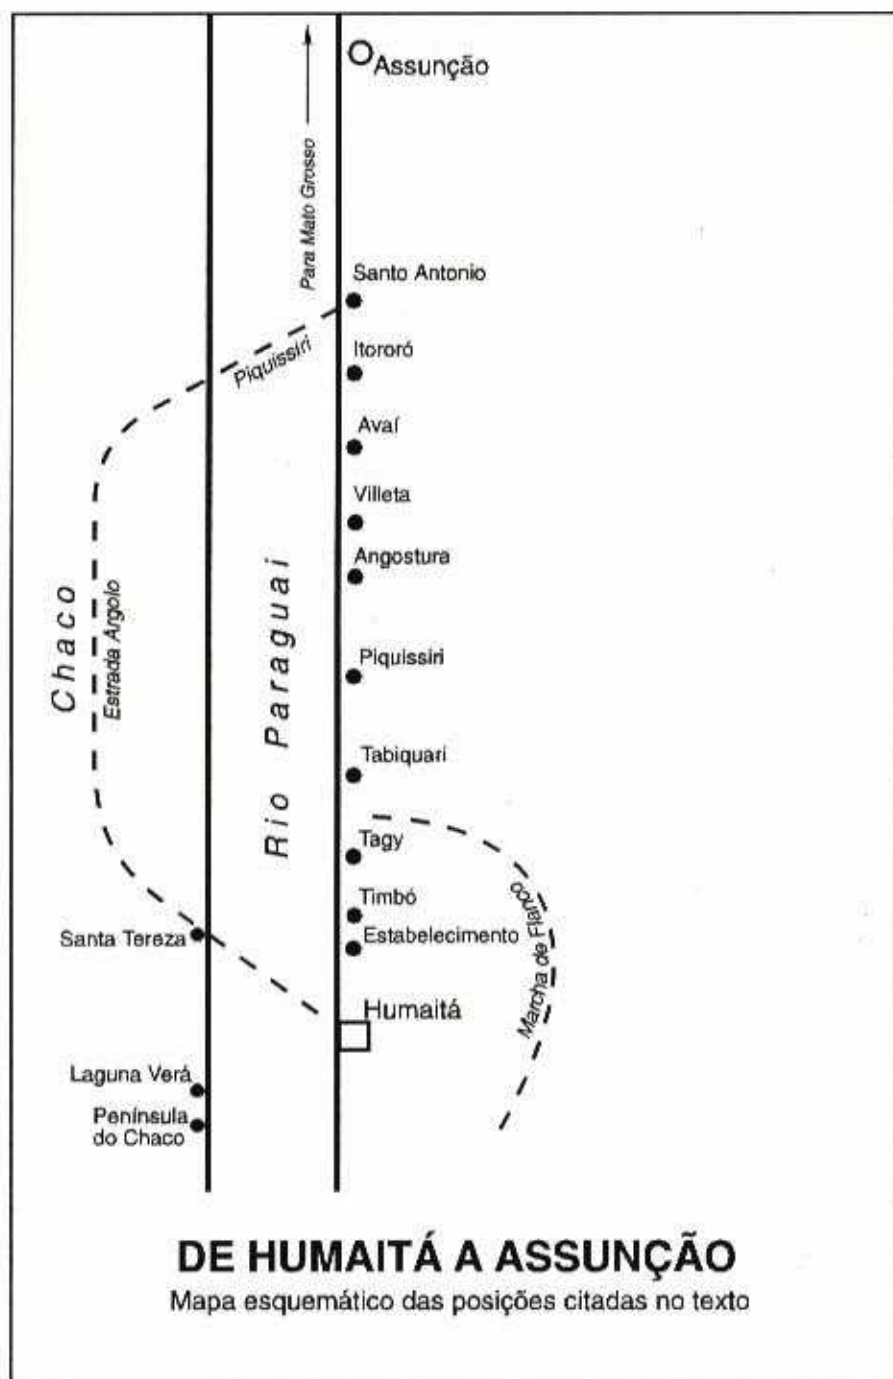 Assunção
Para Mato Grosso
Santo Antonio
Piquissiri
Itororó
Avaí
Villeta
Angostura
Chaco
Estrada Argolo
Rio Paraguai
Piquissiri
Tabiquari
Tagy
Timbó
Marcha de Flanco
Santa Tereza
Estabelecimento
Humaitá
Laguna Verá
Península
do Chaco
DE HUMAITÁ A ASSUNÇÃO
Mapa esquemático das posições citadas no texto